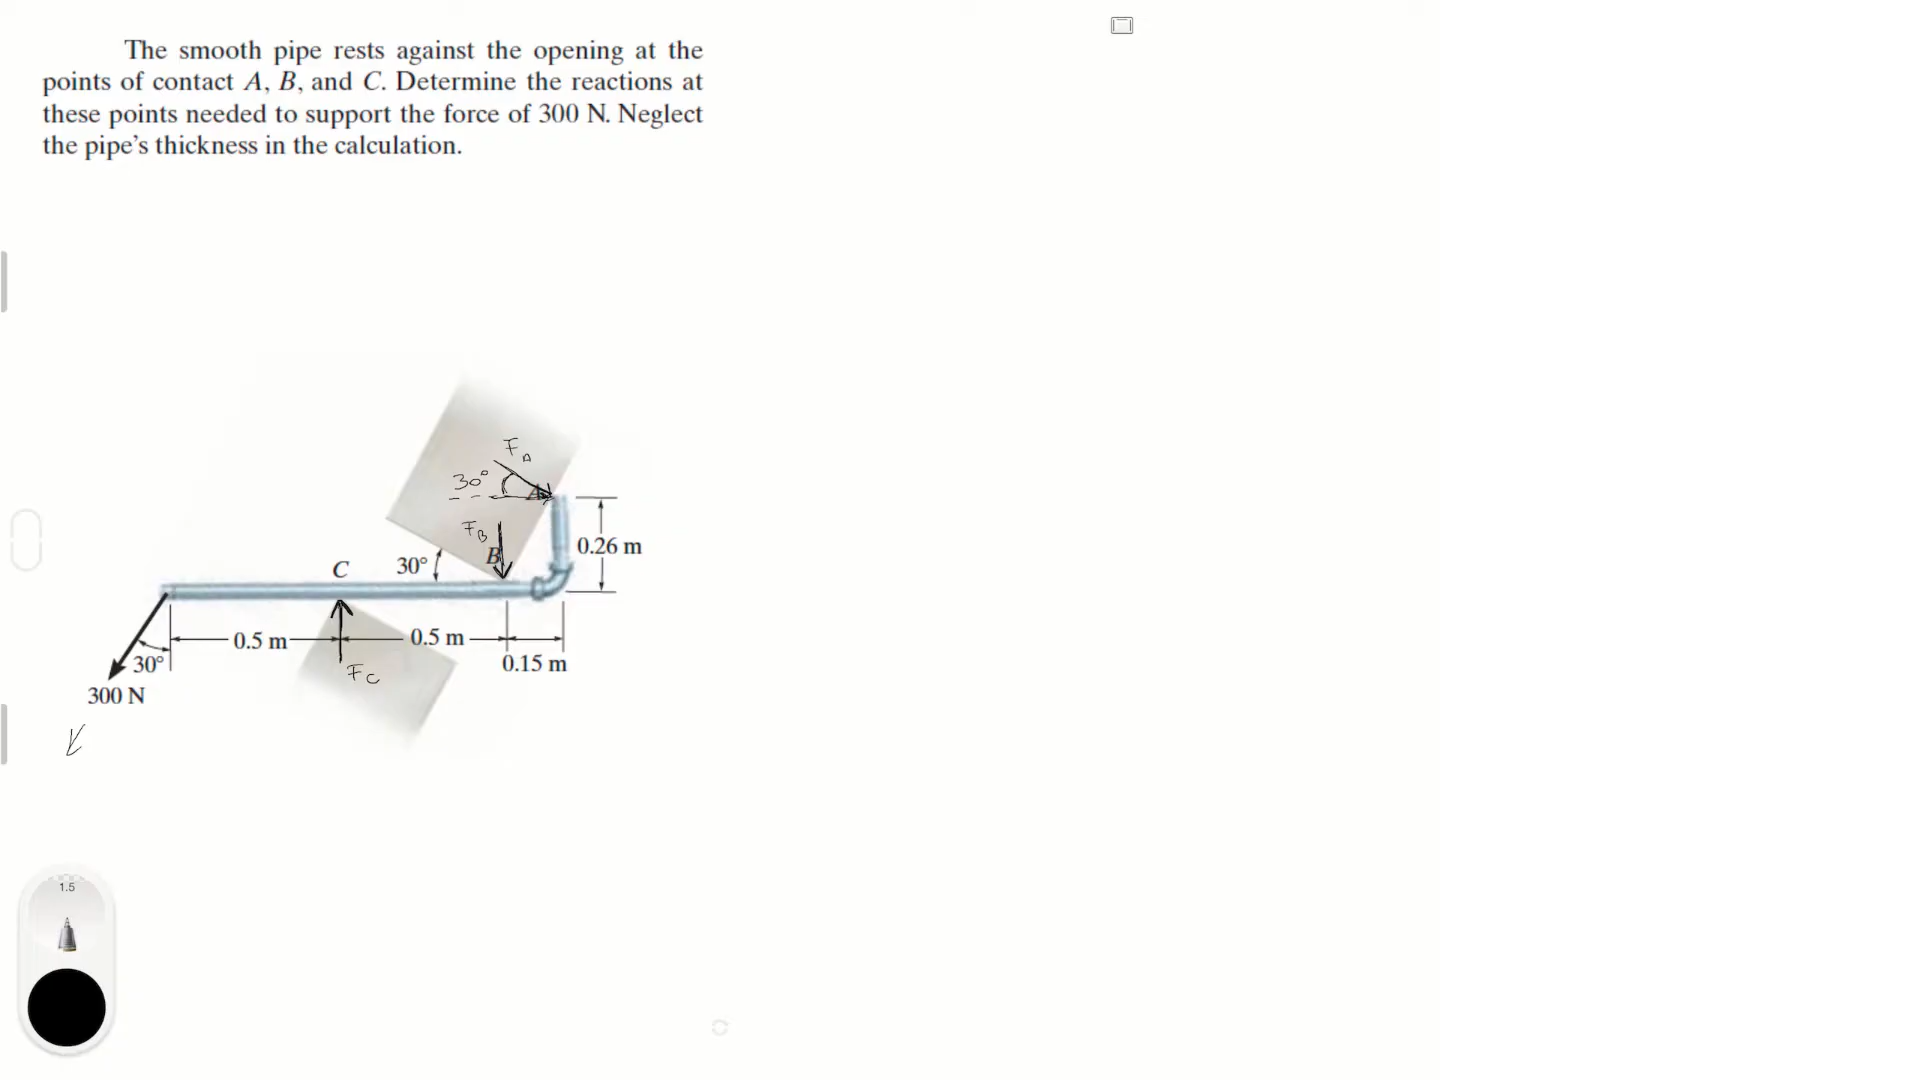 The smooth pipe rests against the opening at the
points of contact A, B, and C. Determine the reactions at
these points needed to support the force of 300 N. Neglect
the pipe's thickness in the calculation.
F_A
30°
A
F_B
B
0.26 m
C
30°
0.5 m
0.5 m
0.15 m
30°
F_C
300 N
1.5